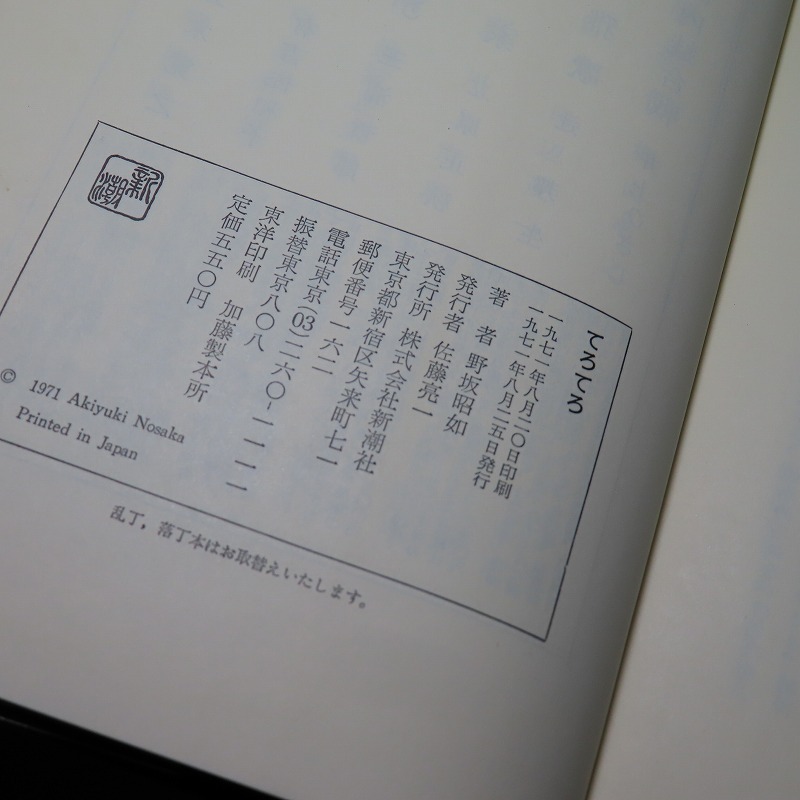 てろてろ
一九七一年八月二〇日印刷
一九七一年八月二五日発行
著者 野坂昭如
発行者 佐藤亮一
発行所 株式会社新潮社
東京都新宿区矢来町七一
郵便番号一六二
電話東京(03)二六〇-一一一一
振替東京八〇八
東洋印刷 加藤製本所
定価五五〇円
新潮
© 1971 Akiyuki Nosaka
Printed in Japan
乱丁，落丁本はお取替えいたします。